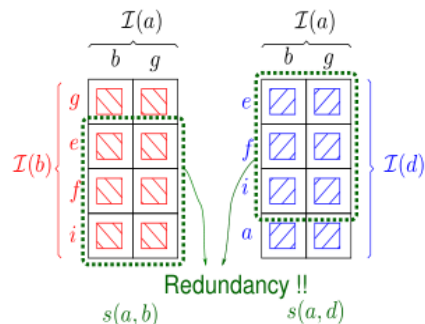 𝓘(a) 𝓘(a)
b g b g
g e
e f
𝓘(b) 𝓘(d)
f i
i a
Redundancy !!
s(a, b) s(a, d)